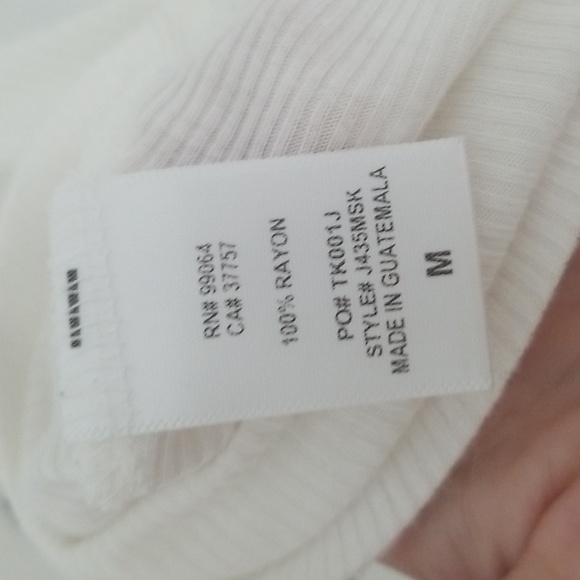 RN# 99064
CA# 37757
100% RAYON
PO# TK001J
STYLE# J435MSK
MADE IN GUATEMALA
M